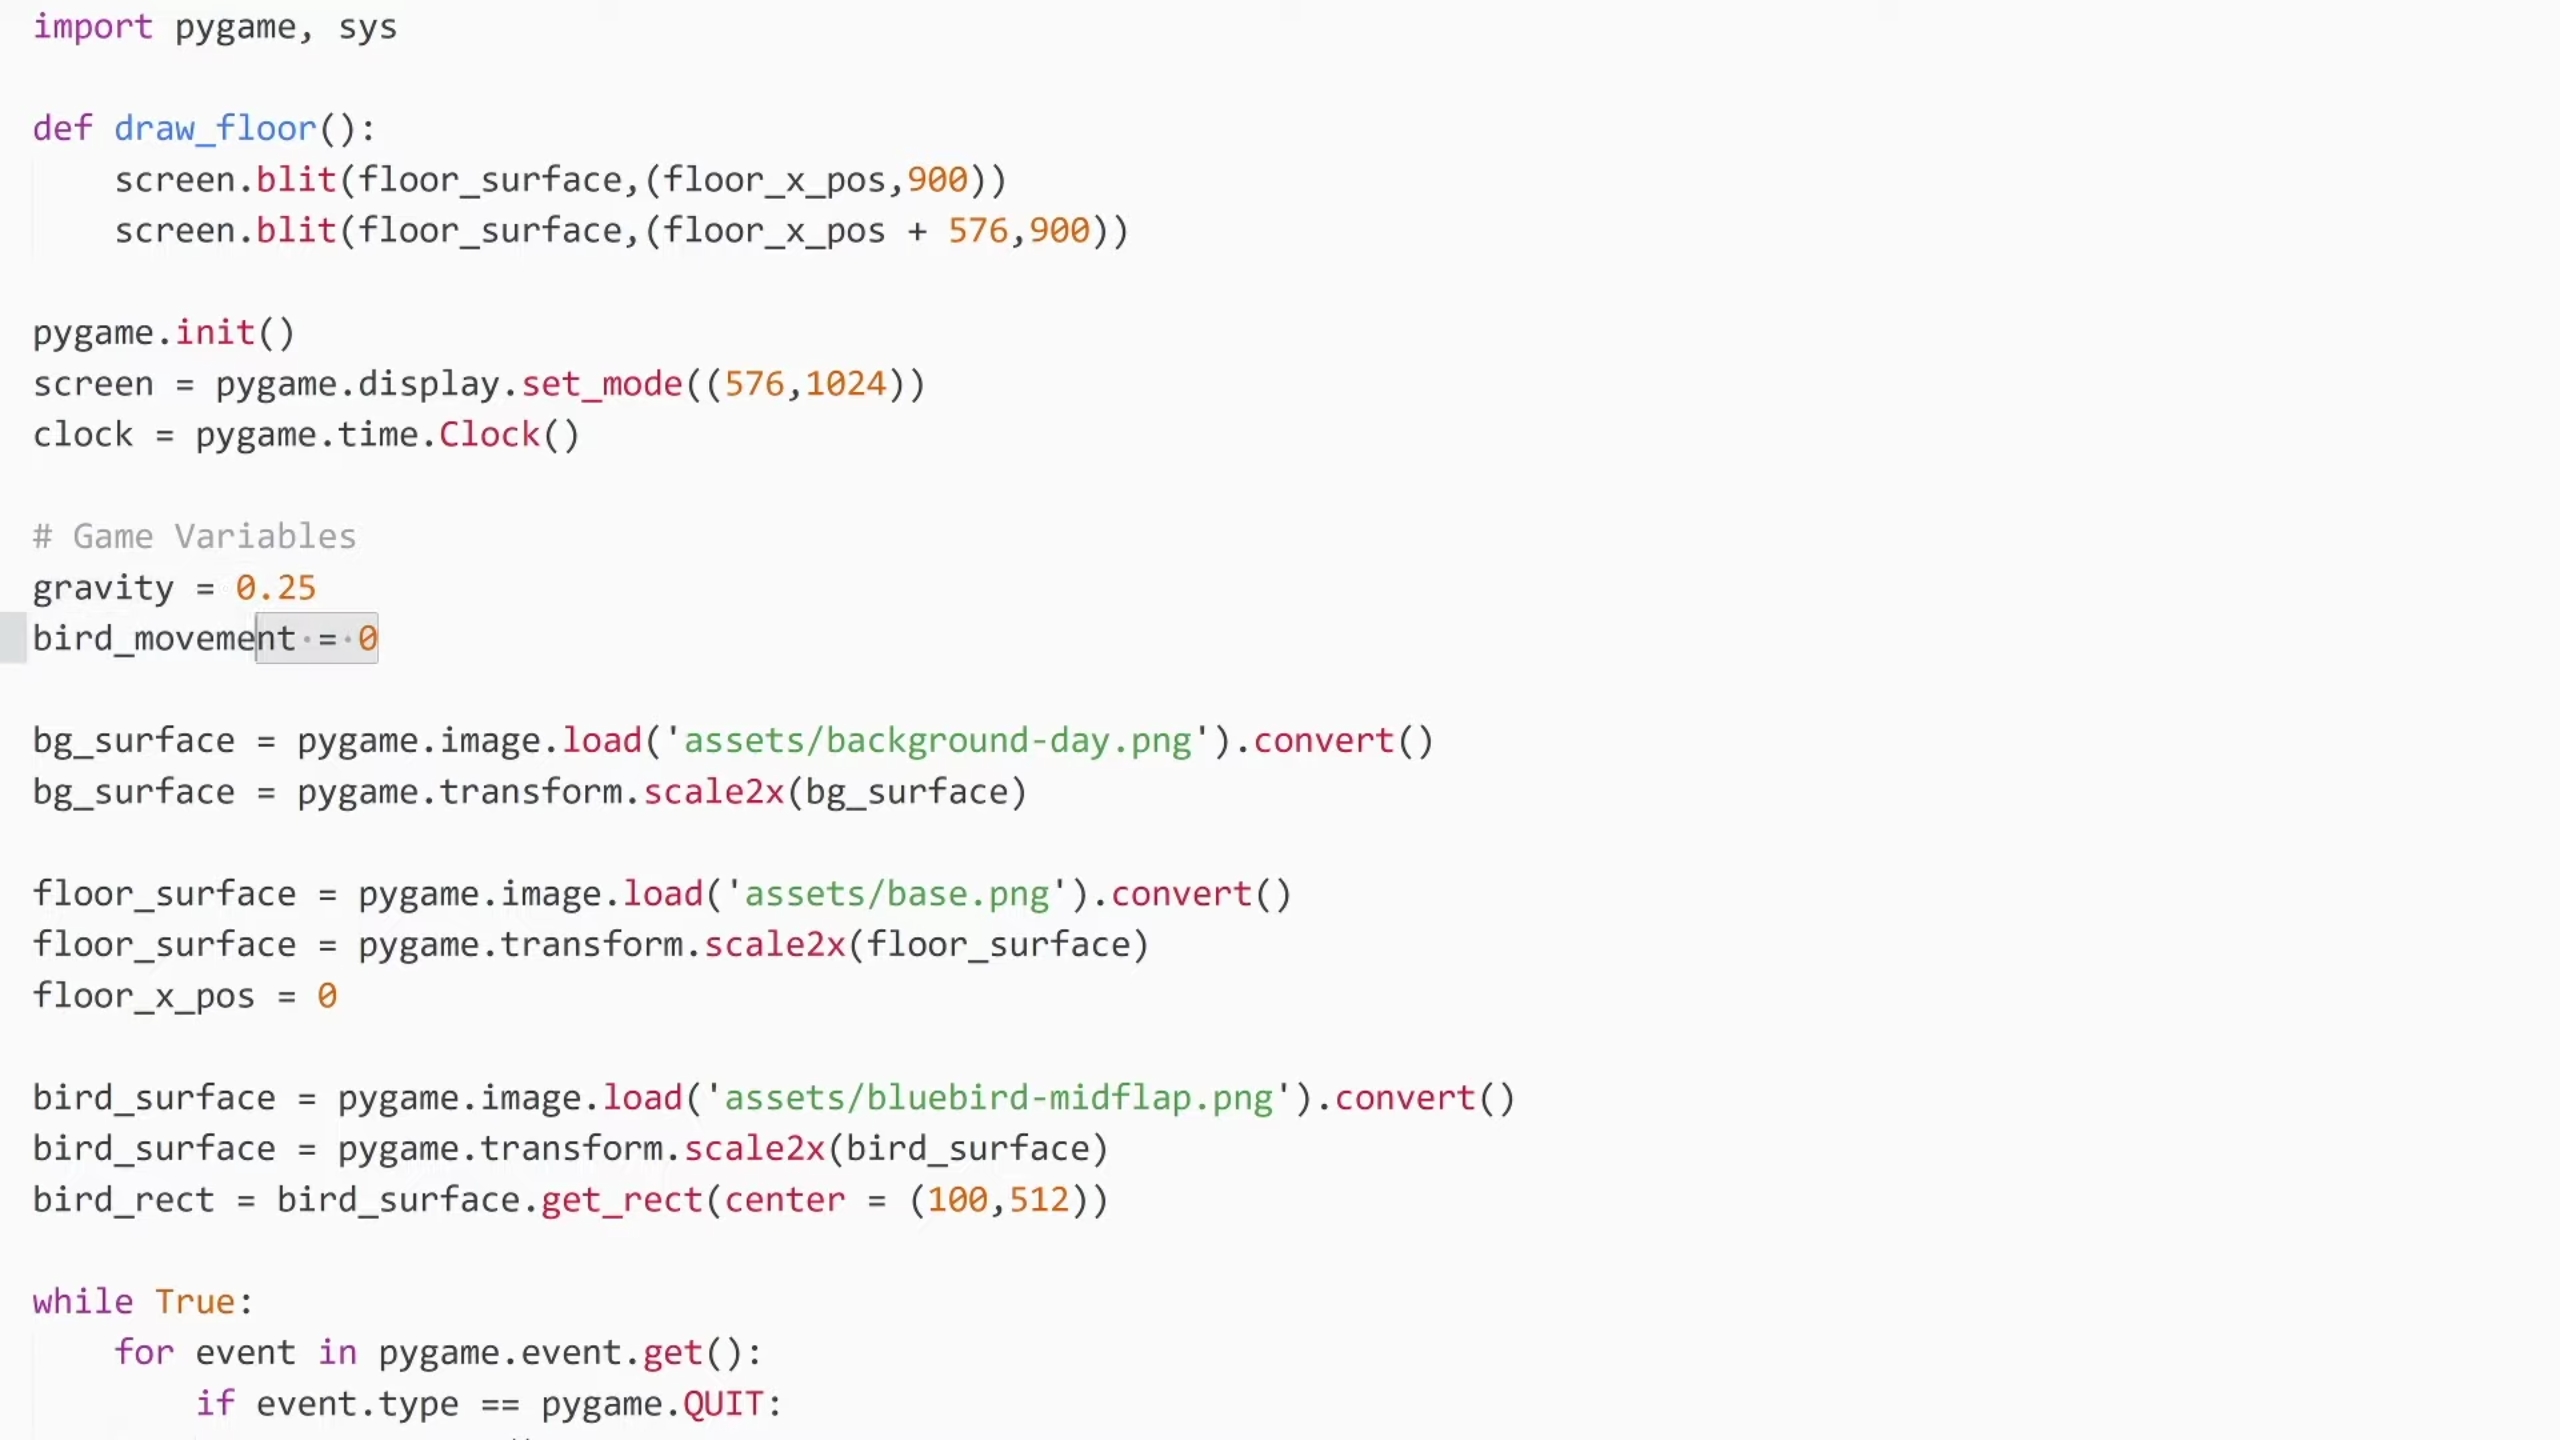 import pygame, sys
def draw_floor():
screen.blit(floor_surface,(floor_x_pos,900))
screen.blit(floor_surface,(floor_x_pos + 576,900))
pygame.init()
screen = pygame.display.set_mode((576,1024))
clock = pygame.time.Clock()
# Game Variables
gravity = 0.25
bird_movement = 0
bg_surface = pygame.image.load('assets/background-day.png').convert()
bg_surface = pygame.transform.scale2x(bg_surface)
floor_surface = pygame.image.load('assets/base.png').convert()
floor_surface = pygame.transform.scale2x(floor_surface)
floor_x_pos = 0
bird_surface = pygame.image.load('assets/bluebird-midflap.png').convert()
bird_surface = pygame.transform.scale2x(bird_surface)
bird_rect = bird_surface.get_rect(center = (100,512))
while True:
for event in pygame.event.get():
if event.type == pygame.QUIT: